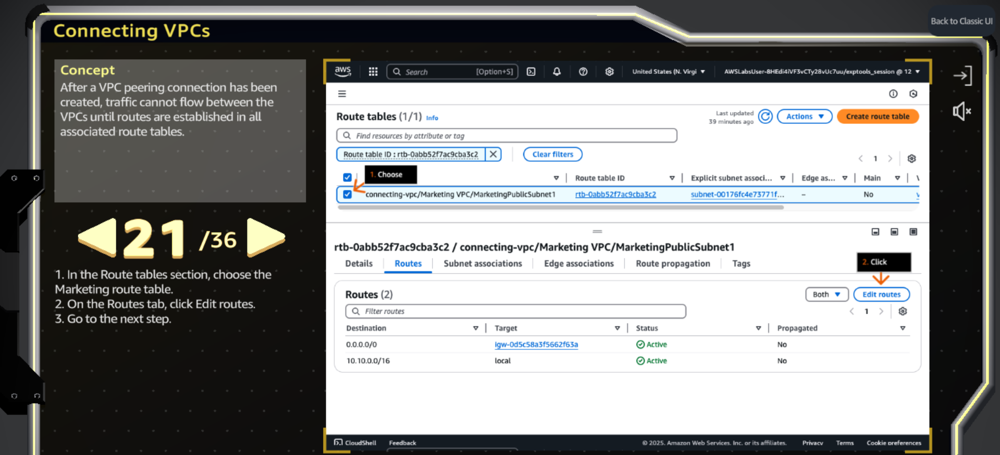 Back to Classic UI
Connecting VPCs
Concept
After a VPC peering connection has been
created, traffic cannot flow between the
VPCs until routes are established in all
associated route tables.
21 /36
1. In the Route tables section, choose the
Marketing route table.
2. On the Routes tab, click Edit routes.
3. Go to the next step.
aws Search [Option+S] United States (N. Virgi AWSLabsUser-8HEdi4iVF3vCTy28vUc7uu/exptools_session @ 12
Route tables (1/1) Info
Last updated
39 minutes ago
Actions
Create route table
Find resources by attribute or tag
Route table ID : rtb-0abb52f7ac9cba3c2
Clear filters
1
1. Choose
Route table ID Explicit subnet associ... Edge as... Main
connecting-vpc/Marketing VPC/MarketingPublicSubnet1 rtb-0abb52f7ac9cba3c2 subnet-00176fc4e73771f... – No
rtb-0abb52f7ac9cba3c2 / connecting-vpc/Marketing VPC/MarketingPublicSubnet1
Details Routes Subnet associations Edge associations Route propagation Tags
2. Click
Routes (2)
Both
Edit routes
Filter routes
1
Destination Target Status Propagated
0.0.0.0/0 igw-0d5c58a3f5662f63a Active No
10.10.0.0/16 local Active No
CloudShell Feedback © 2025, Amazon Web Services, Inc. or its affiliates. Privacy Terms Cookie preferences